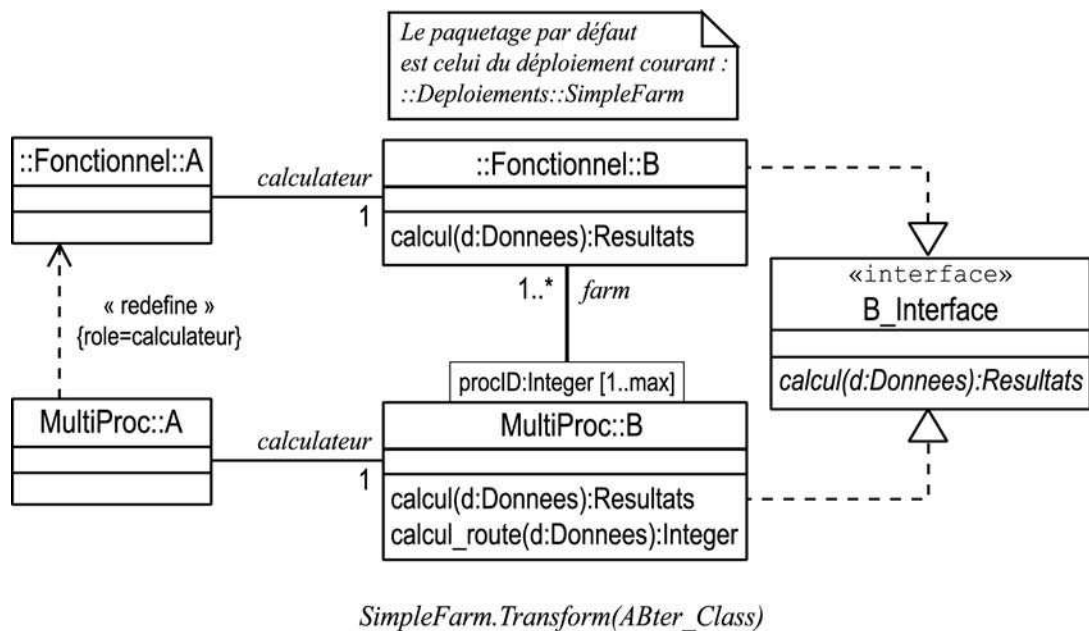 Le paquetage par défaut
est celui du déploiement courant :
::Deploiements::SimpleFarm
::Fonctionnel::A
calculateur
1
::Fonctionnel::B
calcul(d:Donnees):Resultats
«interface»
B_Interface
calcul(d:Donnees):Resultats
« redefine »
{role=calculateur}
1..*
farm
procID:Integer [1..max]
MultiProc::A
calculateur
1
MultiProc::B
calcul(d:Donnees):Resultats
calcul_route(d:Donnees):Integer
SimpleFarm.Transform(ABter_Class)